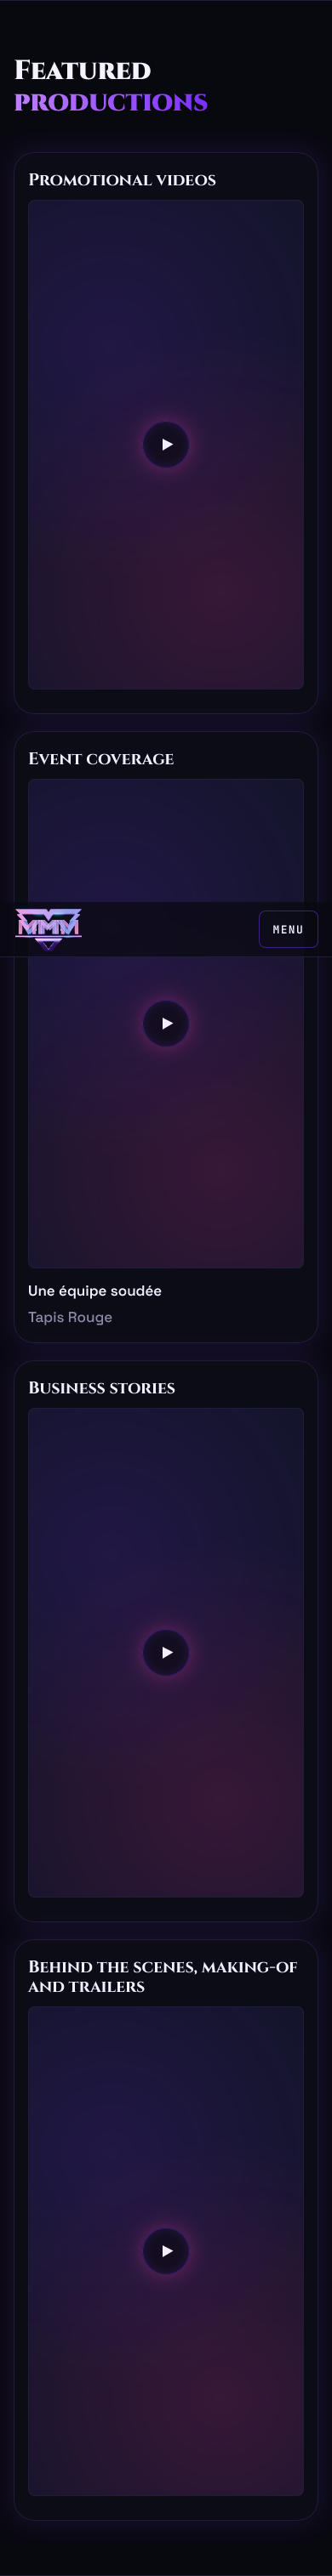 Featured
productions
Promotional videos
Event coverage
MMM
MENU
Une équipe soudée
Tapis Rouge
Business stories
Behind the scenes, making-of
and trailers